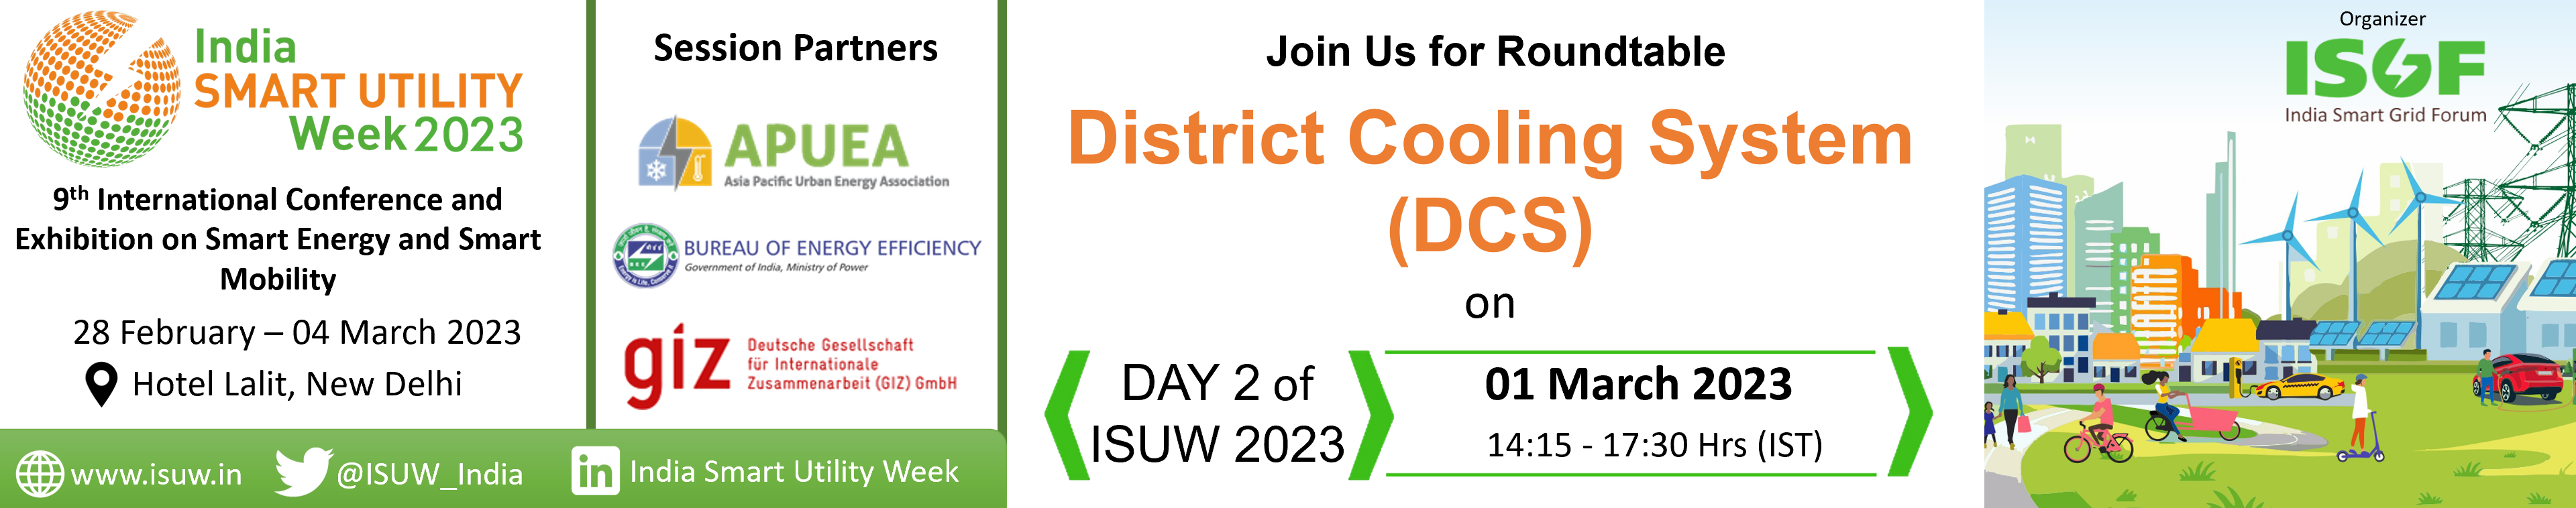 India
SMART UTILITY
Week 2023
9th International Conference and
Exhibition on Smart Energy and Smart
Mobility
28 February – 04 March 2023
Hotel Lalit, New Delhi
www.isuw.in
@ISUW_India
in
India Smart Utility Week
Session Partners
APUEA
Asia Pacific Urban Energy Association
BUREAU OF ENERGY EFFICIENCY
Government of India, Ministry of Power
giz
Deutsche Gesellschaft
für Internationale
Zusammenarbeit (GIZ) GmbH
Join Us for Roundtable
District Cooling System
(DCS)
on
DAY 2 of
ISUW 2023
01 March 2023
14:15 - 17:30 Hrs (IST)
Organizer
ISGF
India Smart Grid Forum